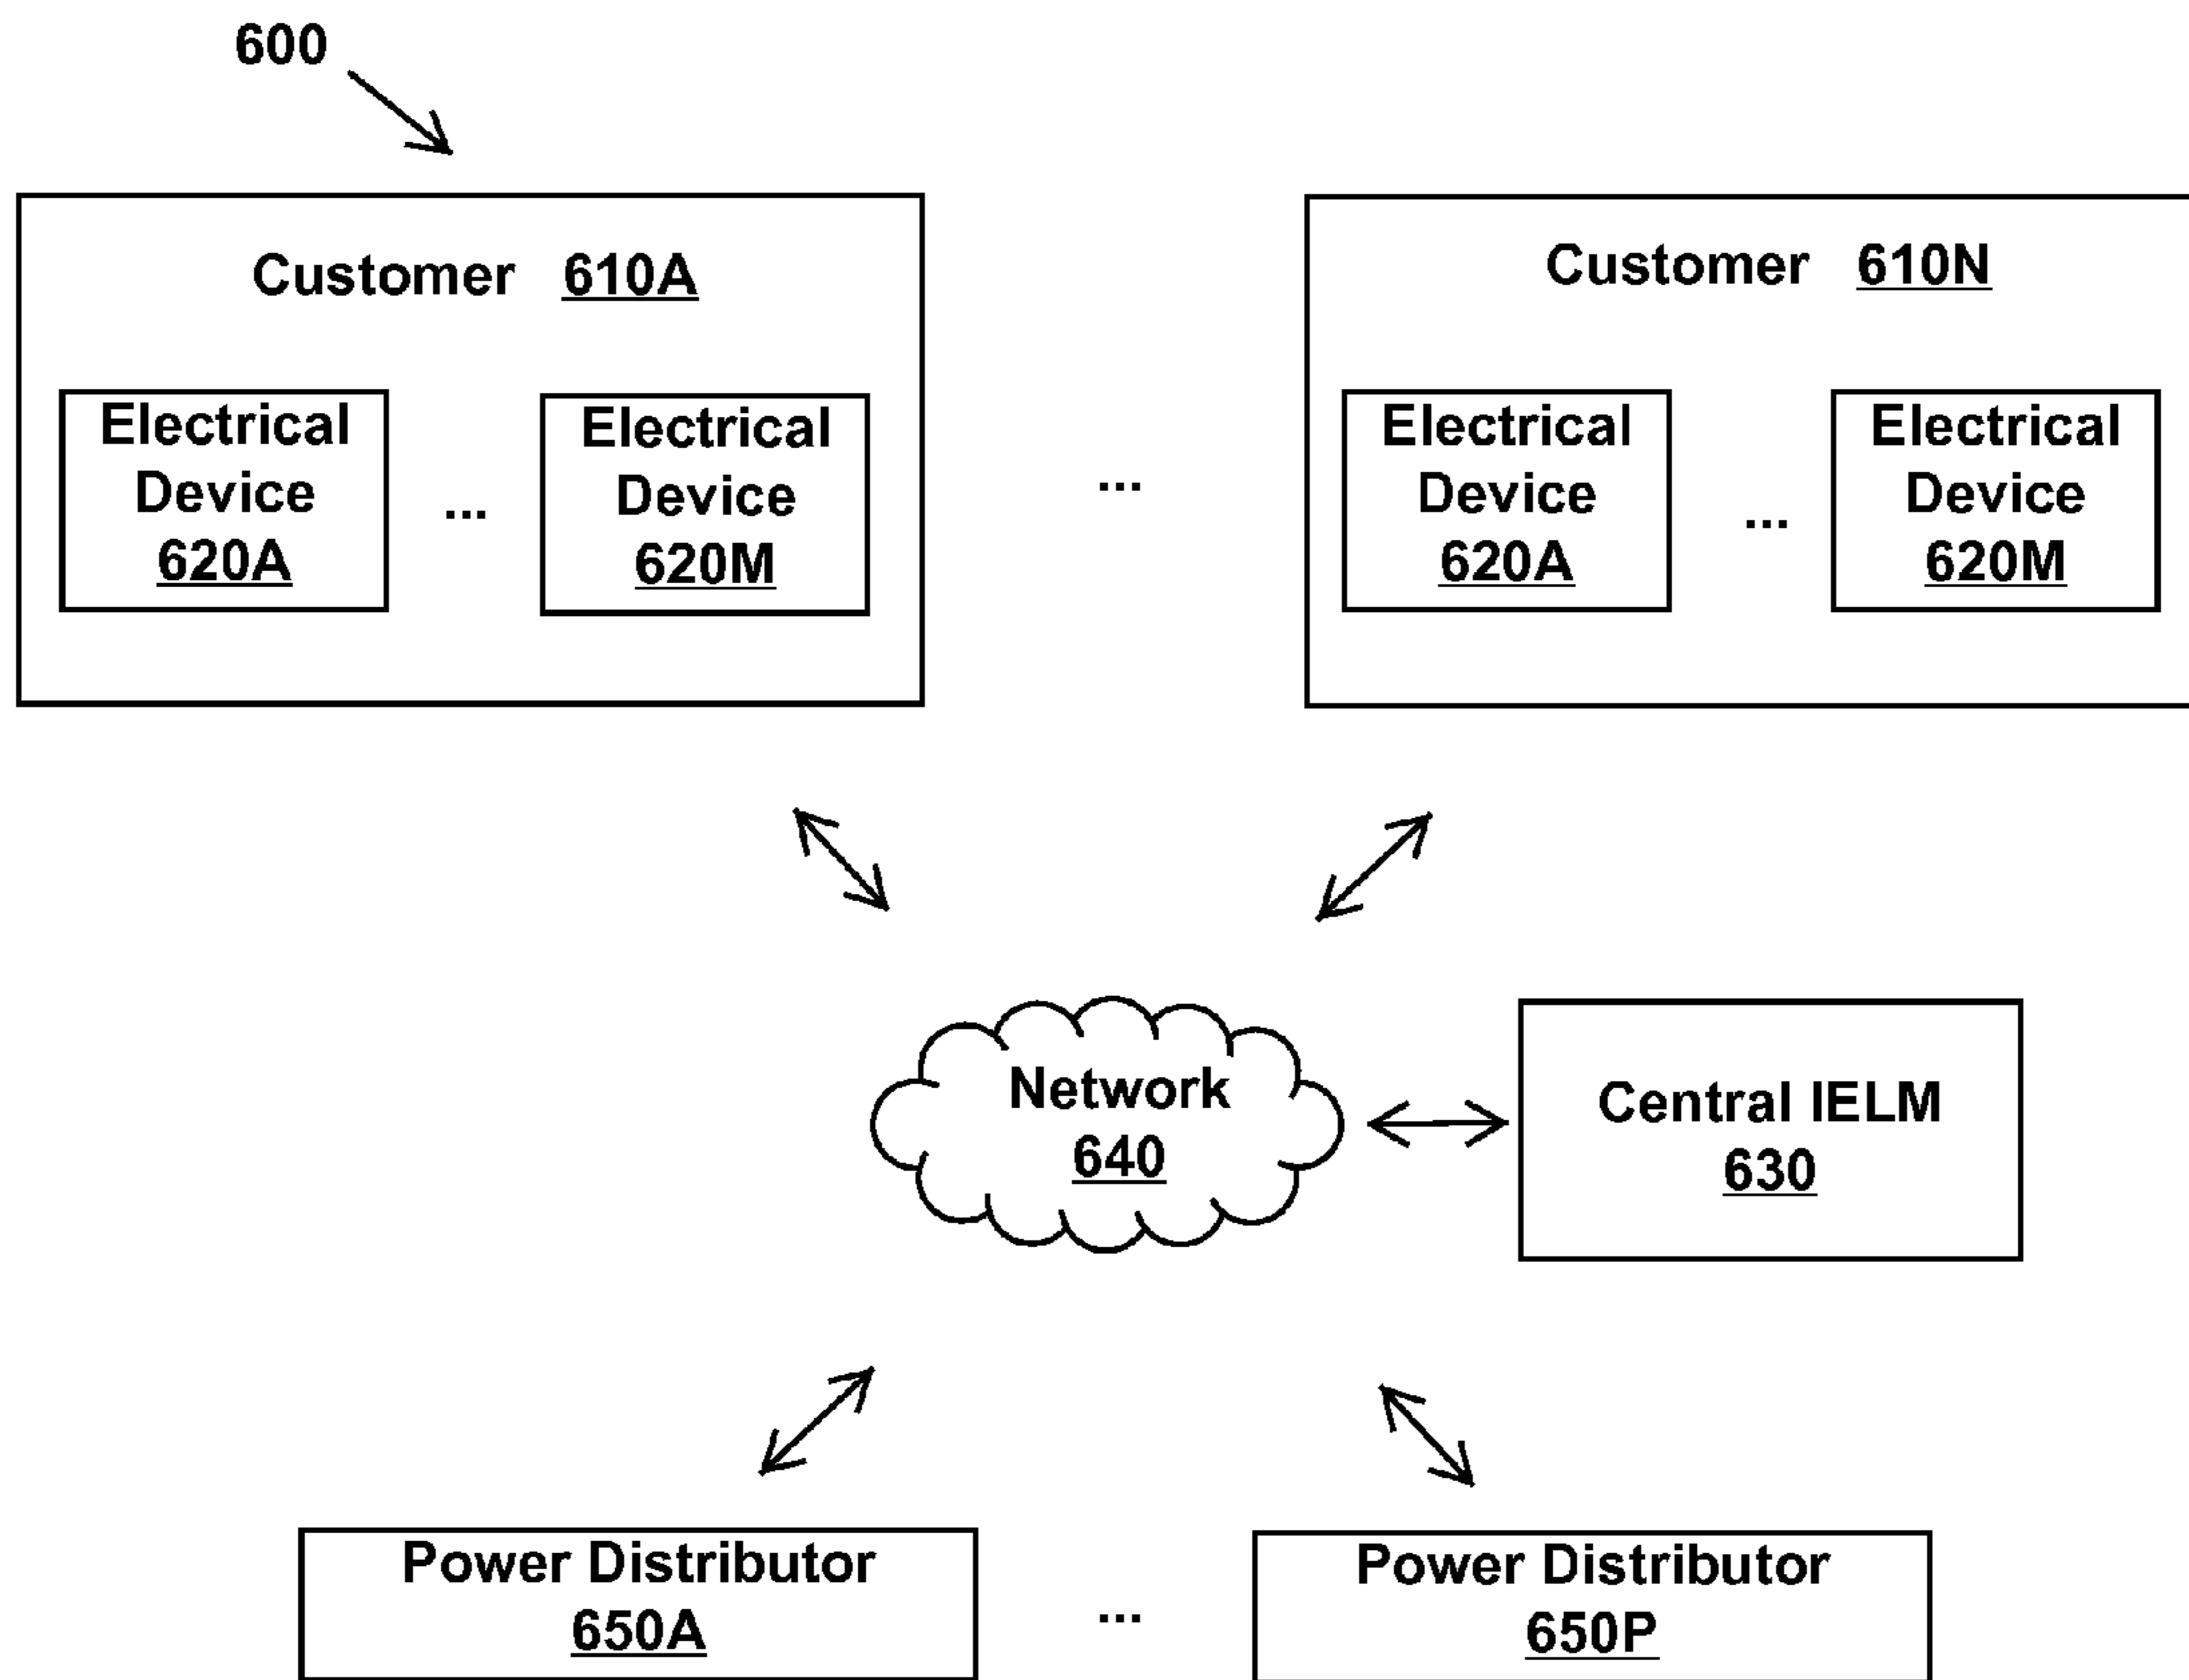 600
Customer 610A
Electrical
Device
620A
...
Electrical
Device
620M
...
Customer 610N
Electrical
Device
620A
...
Electrical
Device
620M
Network
640
Central IELM
630
Power Distributor
650A
...
Power Distributor
650P